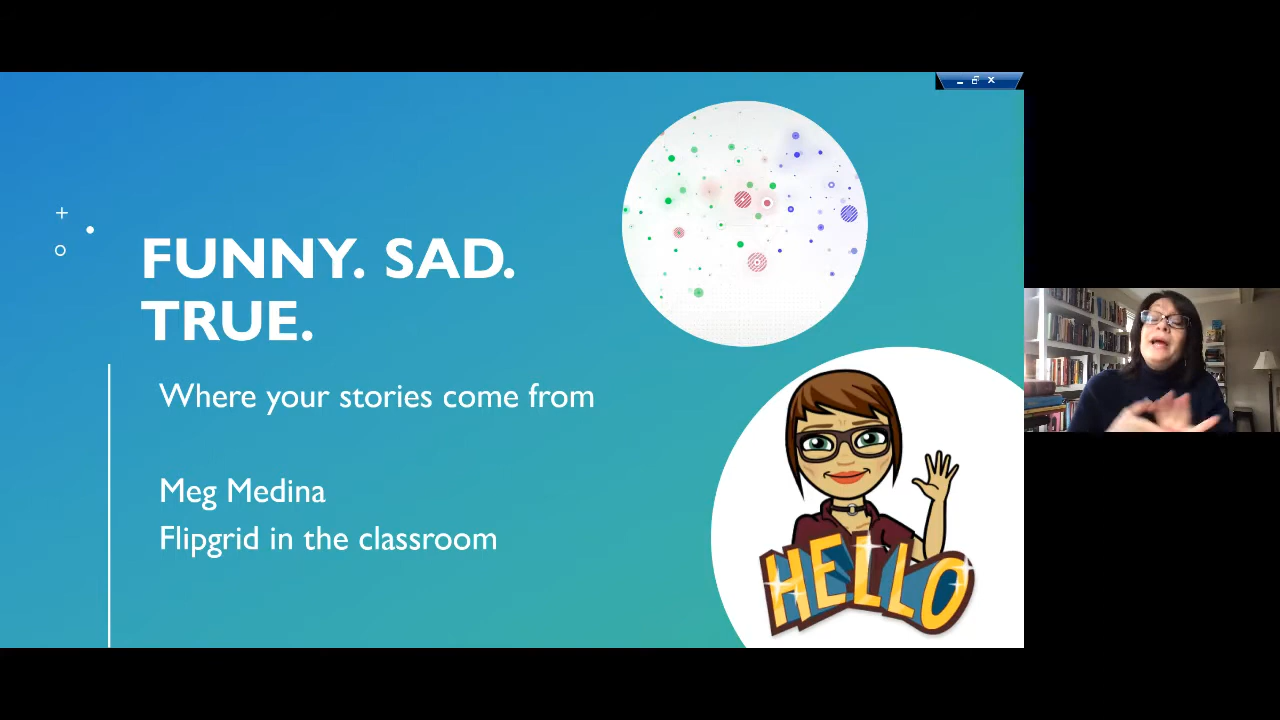 FUNNY. SAD.
TRUE.
Where your stories come from
Meg Medina
Flipgrid in the classroom
HELLO